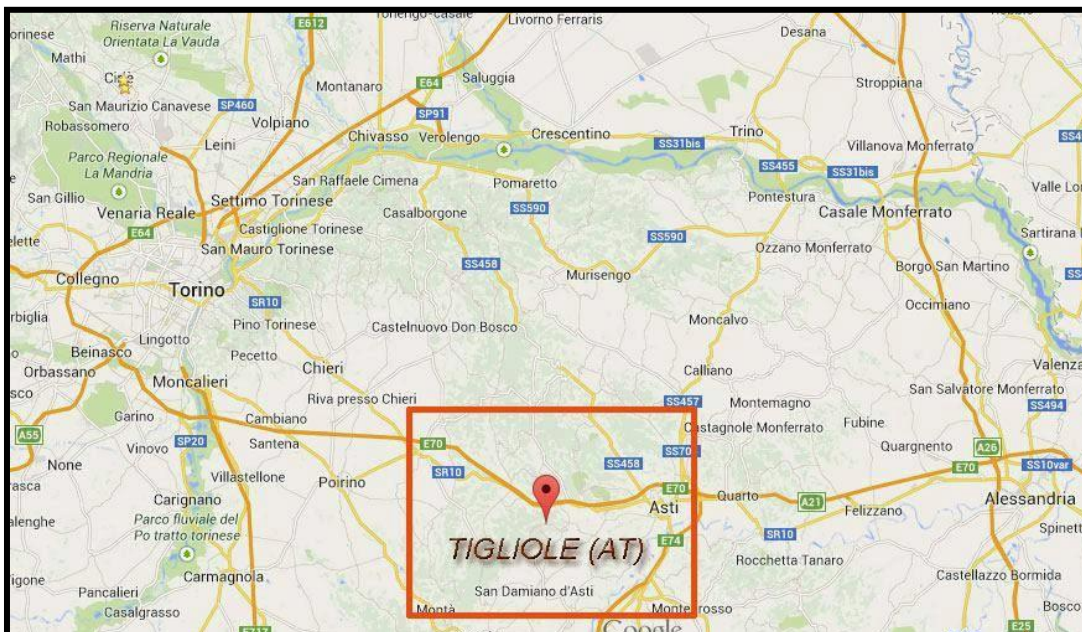 Riserva Naturale
Orientata La Vauda
E612
Livorno Ferraris
Desana
Mathi
Saluggia
Stroppiana
San Maurizio Canavese
SP460
Montanaro
E64
SP91
Robassomero
Volpiano
Leini
Chivasso
Verolengo
Crescentino
Trino
SS31bis
Villanova Monferrato
Parco Regionale
La Mandria
SS455
SS31bis
San Raffaele Cimena
Pomaretto
San Gillio
Settimo Torinese
Pontestura
Venaria Reale
Casalborgone
SS590
Casale Monferrato
E64
Castiglione Torinese
SS590
San Mauro Torinese
Ozzano Monferrato
SS458
Borgo San Martino
Collegno
Murisengo
Torino
SR10
Occimiano
Pino Torinese
Castelnuovo Don Bosco
Moncalvo
Lingotto
Beinasco
Pecetto
Orbassano
Chieri
Calliano
Moncalieri
San Salvatore Monferrato
Riva presso Chieri
SS457
Montemagno
SS494
Garino
Cambiano
Castagnole Monferrato
Fubine
A55
Vinovo
SP20
Santena
E70
Quargnento
A26
None
SR10
SS458
E70
SS10var
Villastellone
Poirino
E70
Quarto
A21
Alessandria
Carignano
Asti
Felizzano
Parco fluviale del
Po tratto torinese
E74
SR10
TIGLIOLE (AT)
Rocchetta Tanaro
Carmagnola
San Damiano d'Asti
Castellazzo Bormida
Pancalieri
Casalgrasso
Montà
Google
E717
E25